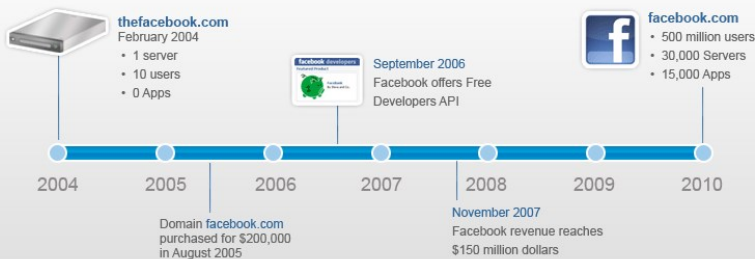 thefacebook.com
February 2004
• 1 server
• 10 users
• 0 Apps
facebook developers
September 2006
Facebook offers Free
Developers API
facebook.com
• 500 million users
• 30,000 Servers
• 15,000 Apps
2004
2005
2006
2007
2008
2009
2010
Domain facebook.com
purchased for $200,000
in August 2005
November 2007
Facebook revenue reaches
$150 million dollars